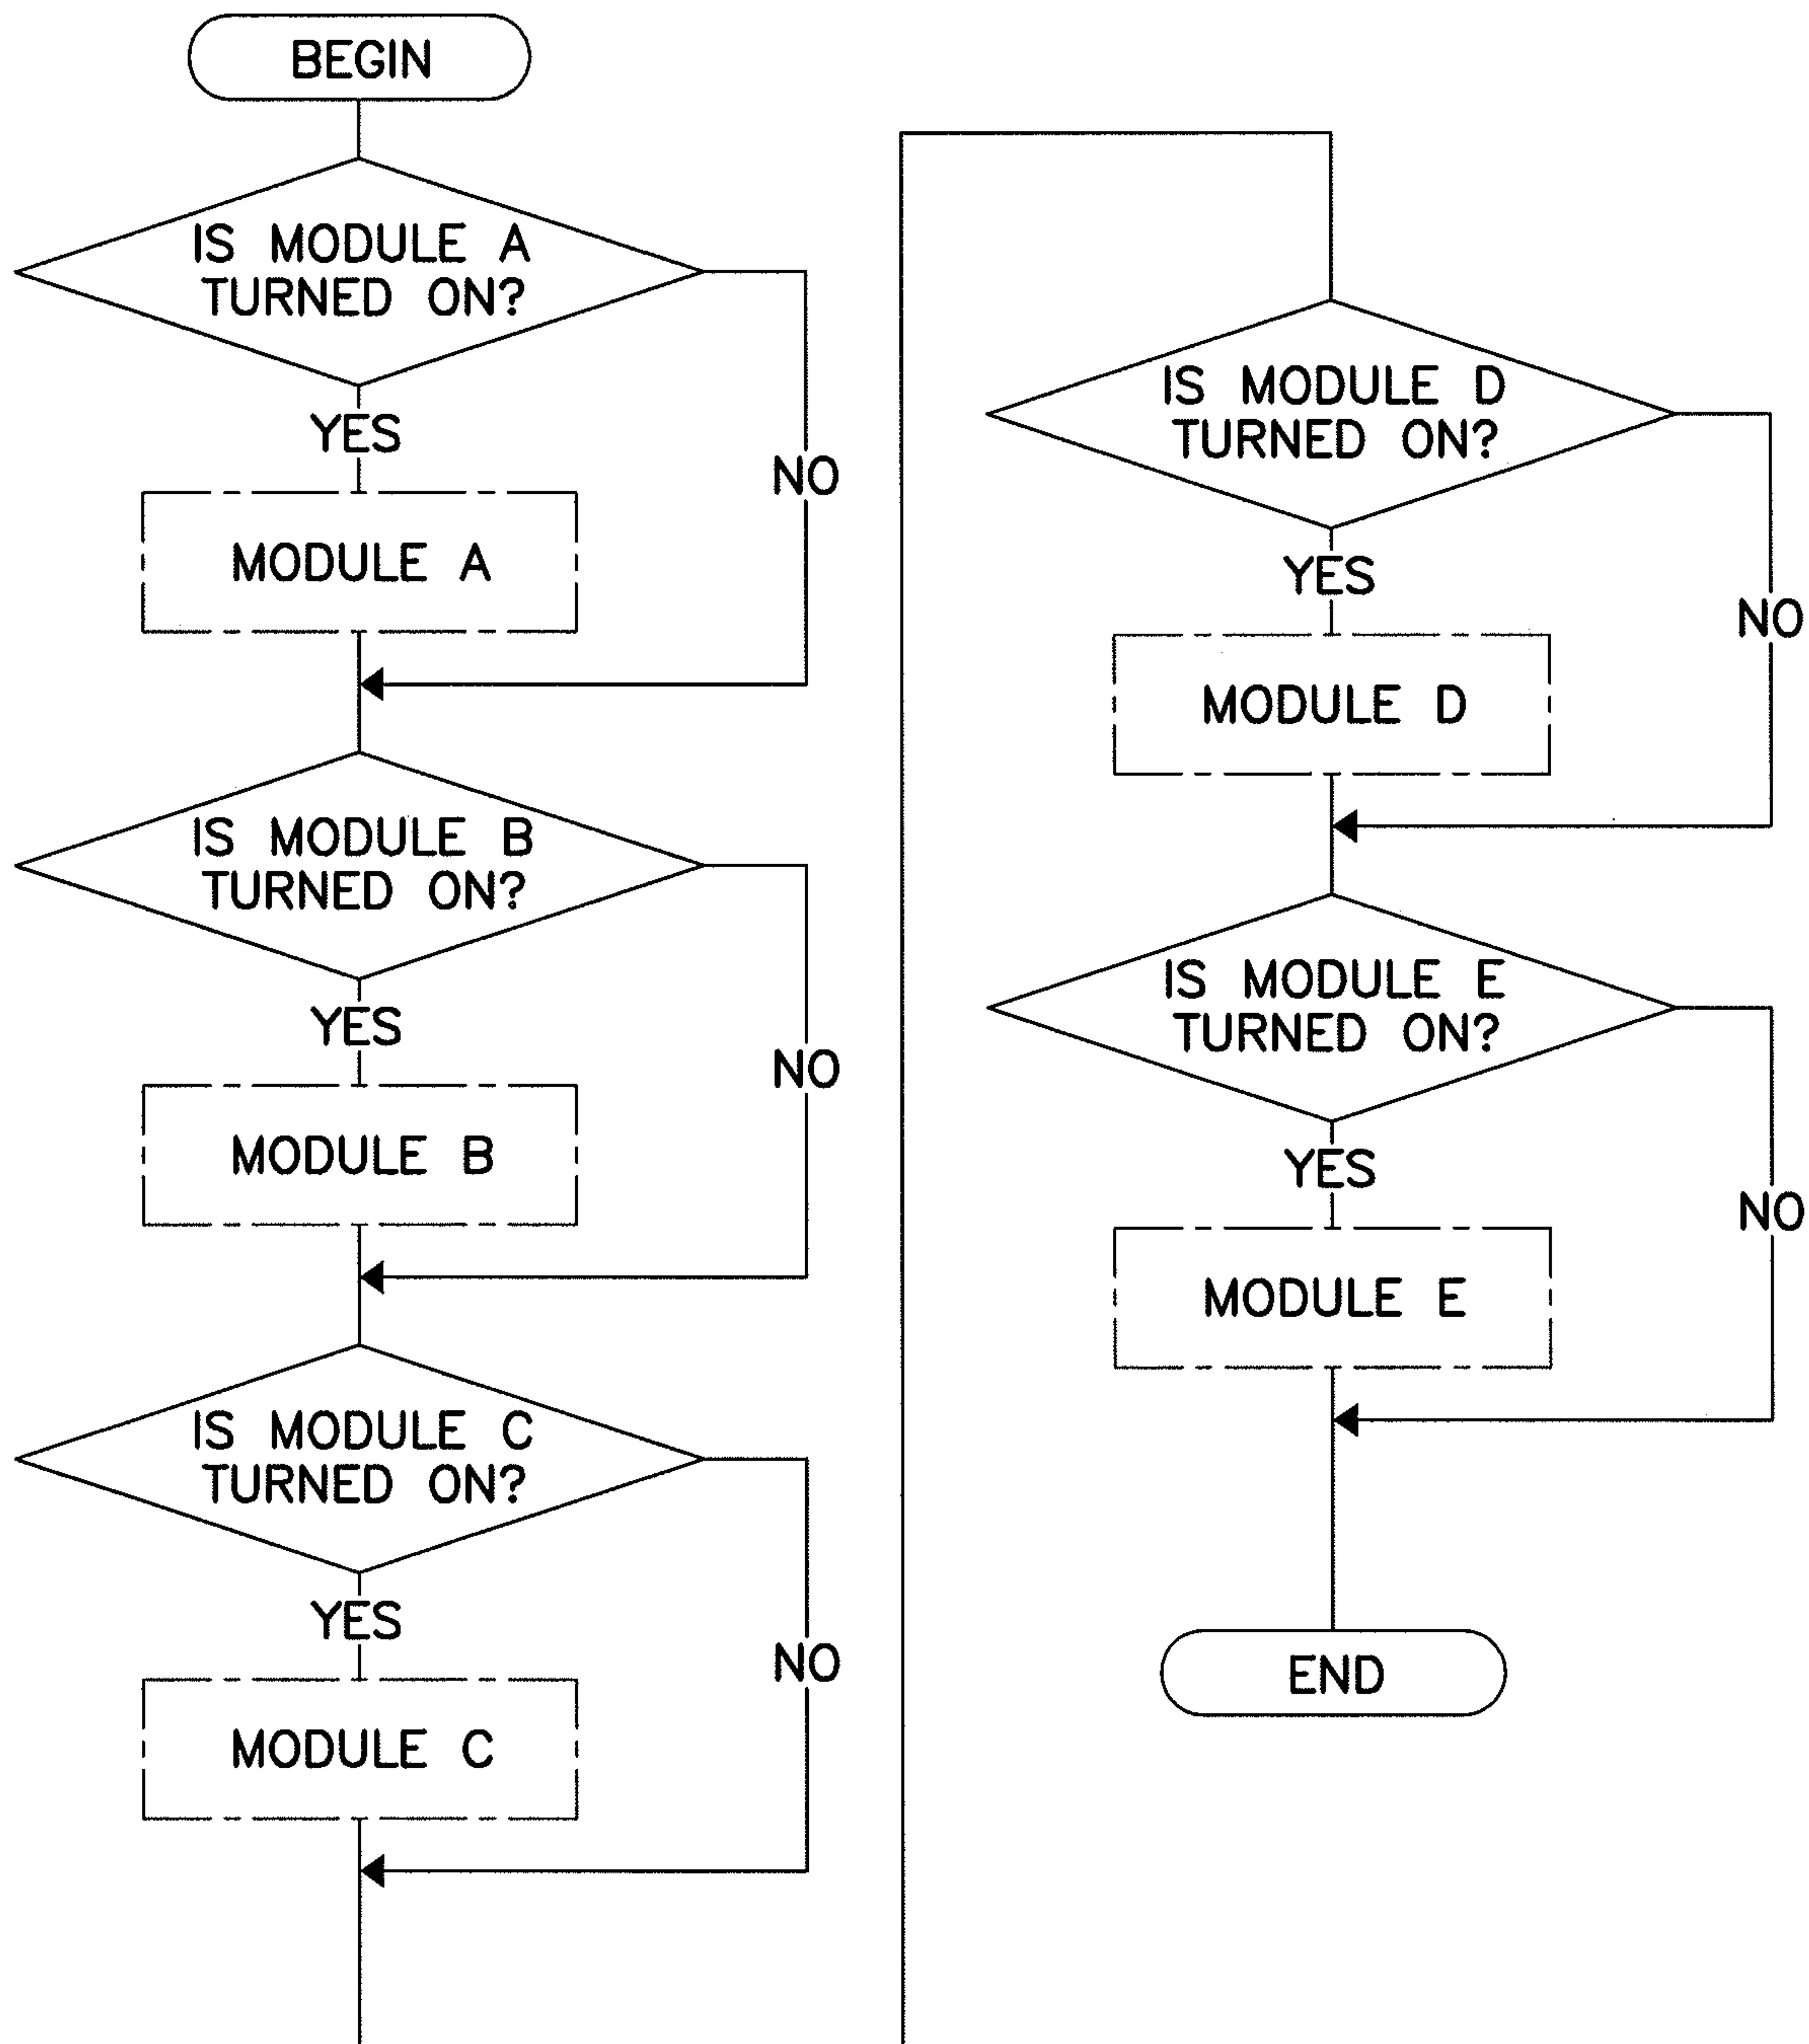 BEGIN
IS MODULE A
TURNED ON?
YES
NO
MODULE A
IS MODULE B
TURNED ON?
YES
NO
MODULE B
IS MODULE C
TURNED ON?
YES
NO
MODULE C
IS MODULE D
TURNED ON?
YES
NO
MODULE D
IS MODULE E
TURNED ON?
YES
NO
MODULE E
END